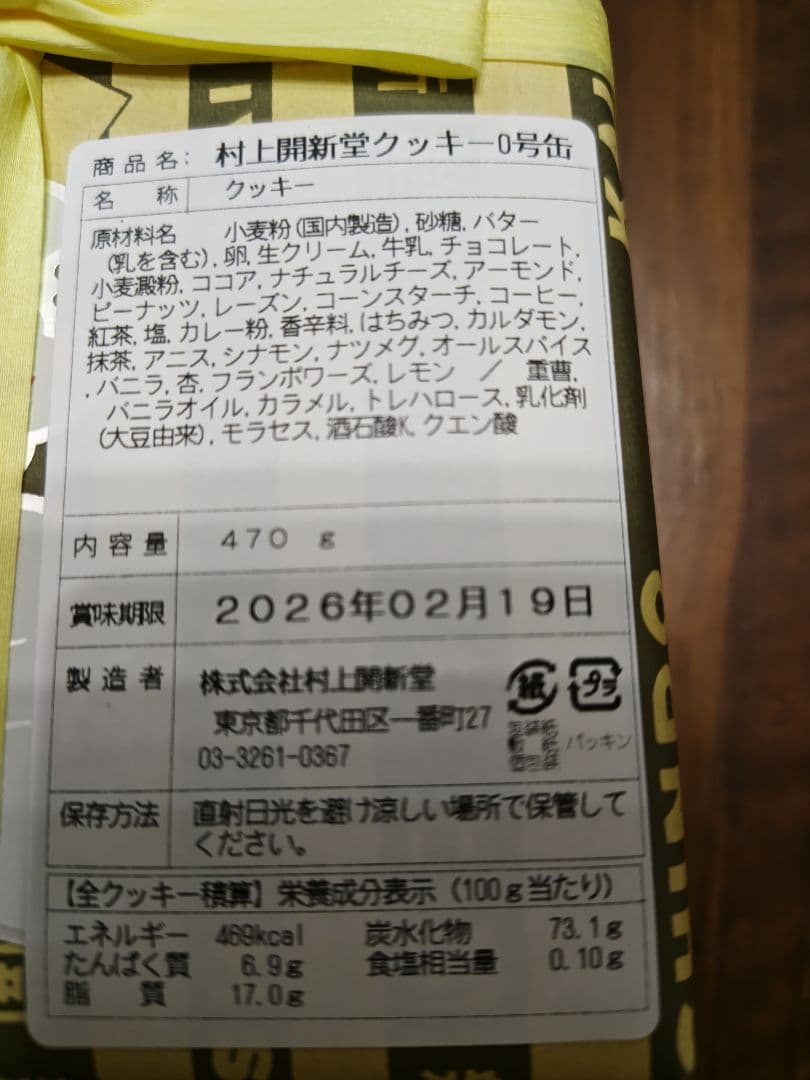 商品名: 村上開新堂クッキー0号缶
名 称 クッキー
原材料名 小麦粉(国内製造), 砂糖, バター
(乳を含む), 卵, 生クリーム, 牛乳, チョコレート,
小麦澱粉, ココア, ナチュラルチーズ, アーモンド,
ピーナッツ, レーズン, コーンスターチ, コーヒー,
紅茶, 塩, カレー粉, 香辛料, はちみつ, カルダモン,
抹茶, アニス, シナモン, ナツメグ, オールスパイス
, バニラ, 杏, フランボワーズ, レモン / 重曹,
バニラオイル, カラメル, トレハロース, 乳化剤
(大豆由来), モラセス, 酒石酸K, クエン酸
内容量 470 g
賞味期限 2026年02月19日
製造者 株式会社村上開新堂
東京都千代田区一番町27
03-3261-0367
紙 プラ
包装紙
敷 紙
個包装
パッキン
保存方法 直射日光を避け涼しい場所で保管して
ください。
【全クッキー積算】栄養成分表示 (100g当たり)
エネルギー 469kcal 炭水化物 73.1g
たんぱく質 6.9g 食塩相当量 0.10g
脂 質 17.0g